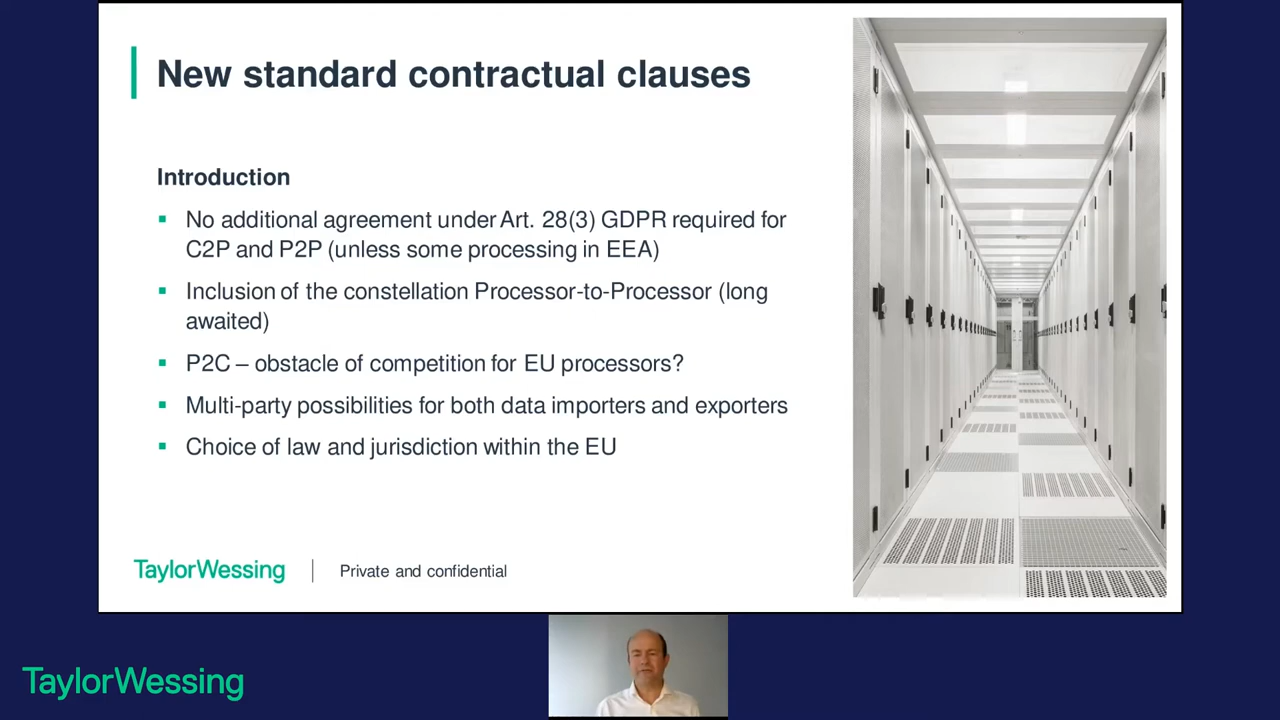 New standard contractual clauses
Introduction
▪ No additional agreement under Art. 28(3) GDPR required for
C2P and P2P (unless some processing in EEA)
▪ Inclusion of the constellation Processor-to-Processor (long
awaited)
▪ P2C – obstacle of competition for EU processors?
▪ Multi-party possibilities for both data importers and exporters
▪ Choice of law and jurisdiction within the EU
TaylorWessing | Private and confidential
TaylorWessing